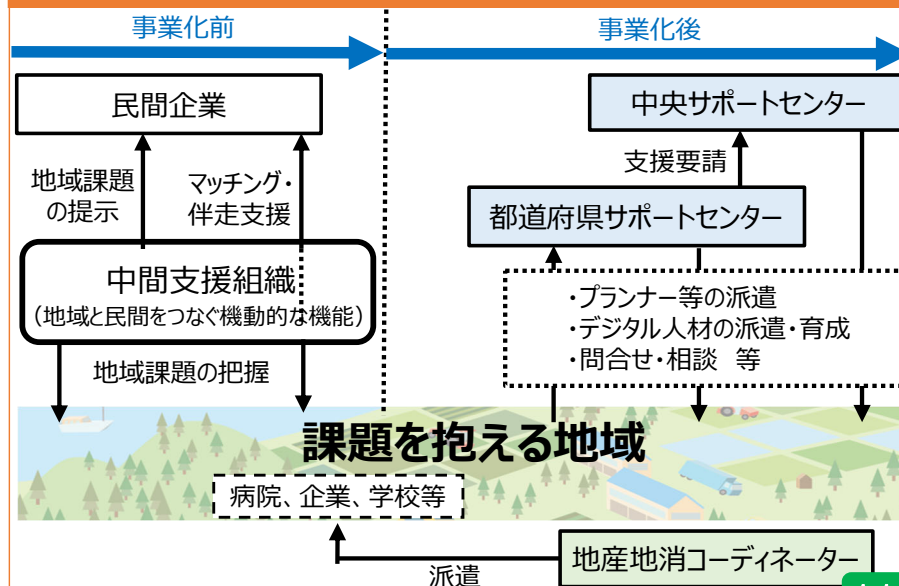 事業化前
事業化後
民間企業
中央サポートセンター
地域課題
の提示
マッチング・
伴走支援
支援要請
都道府県サポートセンター
中間支援組織
（地域と民間をつなぐ機動的な機能）
・プランナー等の派遣
・デジタル人材の派遣・育成
・問合せ・相談 等
地域課題の把握
課題を抱える地域
病院、企業、学校等
地産地消コーディネーター
派遣